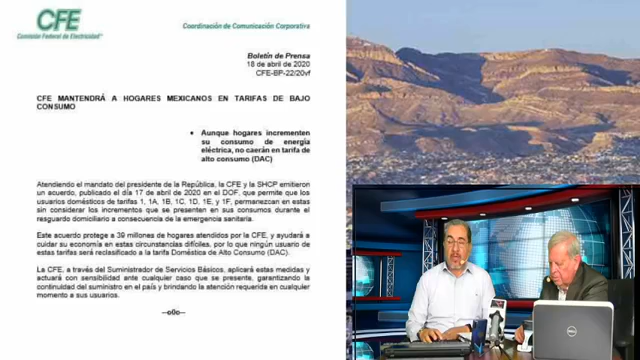 CFE
Comisión Federal de Electricidad
Coordinación de Comunicación Corporativa
Boletín de Prensa
18 de abril de 2020
CFE-BP-22/20vf
CFE MANTENDRÁ A HOGARES MEXICANOS EN TARIFAS DE BAJO
CONSUMO
• Aunque hogares incrementen
su consumo de energía
eléctrica, no caerán en tarifa de
alto consumo (DAC)
Atendiendo el mandato del presidente de la República, la CFE y la SHCP emitieron
un acuerdo, publicado el día 17 de abril de 2020 en el DOF, que permite que los
usuarios domésticos de tarifas 1, 1A, 1B, 1C, 1D, 1E, y 1F, permanezcan en estas
sin considerar los incrementos que se presenten en sus consumos durante el
resguardo domiciliario a consecuencia de la emergencia sanitaria.
Este acuerdo protege a 39 millones de hogares atendidos por la CFE, y ayudará a
cuidar su economía en estas circunstancias difíciles, por lo que ningún usuario de
estas tarifas será reclasificado a la tarifa Doméstica de Alto Consumo (DAC).
La CFE, a través del Suministrador de Servicios Básicos, aplicará estas medidas y
actuará con sensibilidad ante cualquier caso que se presente, garantizando la
continuidad del suministro en el país y brindando la atención requerida en cualquier
momento a sus usuarios.
--o0o--
DELL